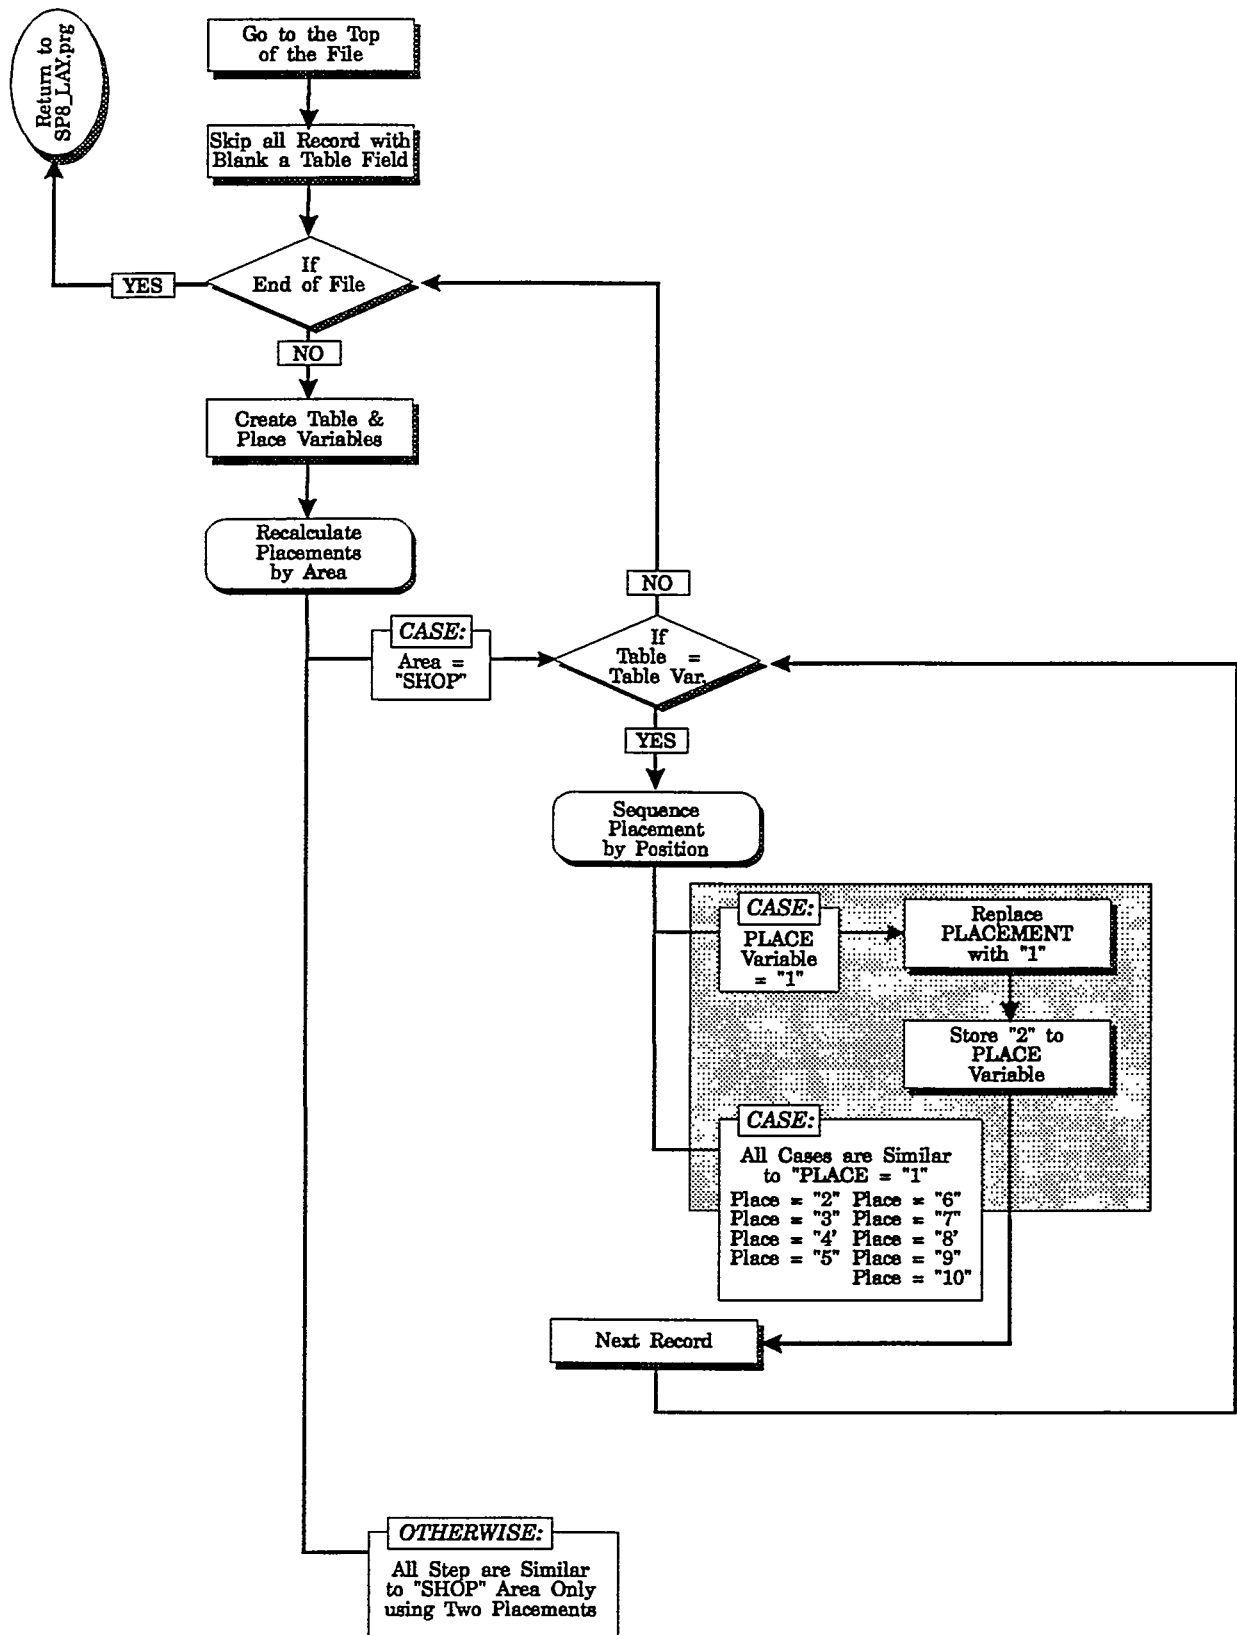 Return to
SP8_LAY.prg
Go to the Top
of the File
Skip all Record with
Blank a Table Field
If
End of File
YES
NO
Create Table &
Place Variables
Recalculate
Placements
by Area
CASE:
Area =
"SHOP"
NO
If
Table =
Table Var.
YES
Sequence
Placement
by Position
CASE:
PLACE
Variable
= "1"
Replace
PLACEMENT
with "1"
Store "2" to
PLACE
Variable
CASE:
All Cases are Similar
to "PLACE = "1"
Place = "2" Place = "6"
Place = "3" Place = "7"
Place = "4' Place = "8'
Place = "5" Place = "9"
Place = "10"
Next Record
OTHERWISE:
All Step are Similar
to "SHOP" Area Only
using Two Placements